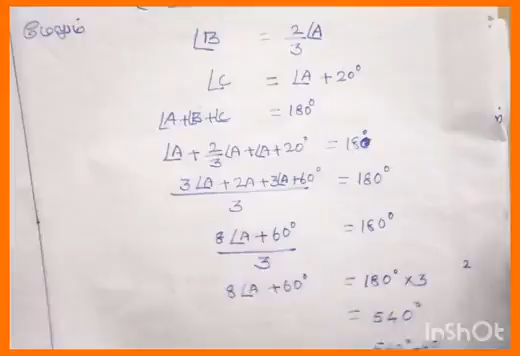 மேலும்
∠B = 2/3 ∠A
∠C = ∠A + 20°
∠A+∠B+∠C = 180°
∠A + 2/3 ∠A + ∠A + 20° = 180°
3∠A + 2A + 3∠A + 60° / 3 = 180°
8∠A + 60° / 3 = 180°
8∠A + 60° = 180° × 3 2
= 540°
InShOt